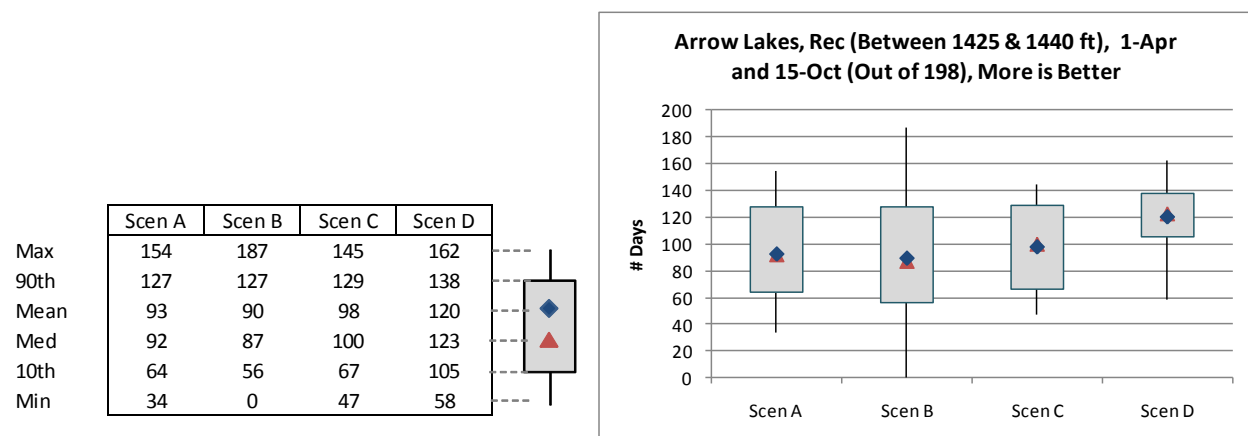 Scen A Scen B Scen C Scen D
Max 154 187 145 162
90th 127 127 129 138
Mean 93 90 98 120
Med 92 87 100 123
10th 64 56 67 105
Min 34 0 47 58
Arrow Lakes, Rec (Between 1425 & 1440 ft), 1-Apr
and 15-Oct (Out of 198), More is Better
# Days
200
180
160
140
120
100
80
60
40
20
0
Scen A Scen B Scen C Scen D